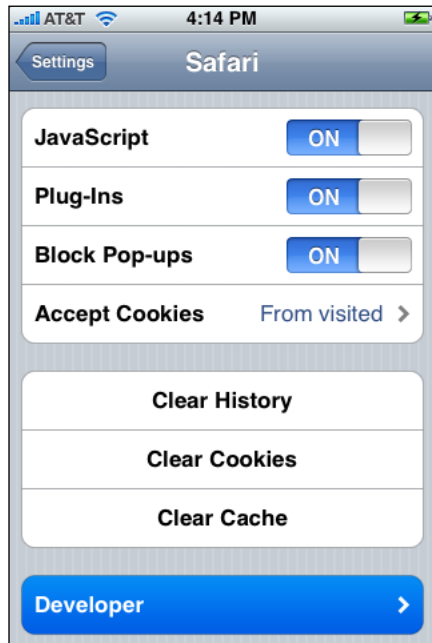 AT&T 4:14 PM
Settings Safari
JavaScript ON
Plug-Ins ON
Block Pop-ups ON
Accept Cookies From visited
Clear History
Clear Cookies
Clear Cache
Developer